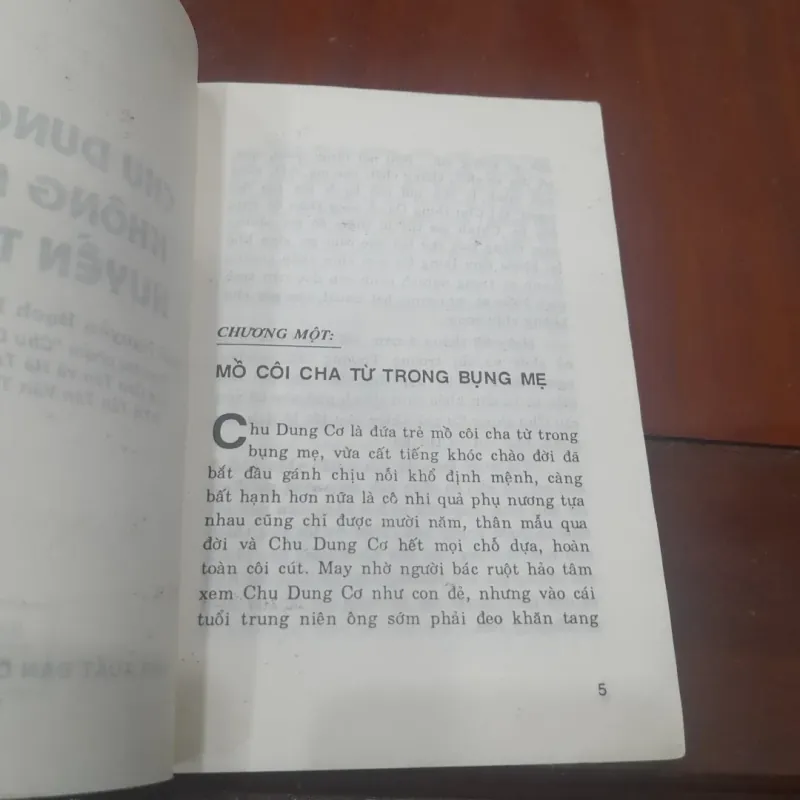 CHƯƠNG MỘT:
MỒ CÔI CHA TỪ TRONG BỤNG MẸ
Chu Dung Cơ là đứa trẻ mồ côi cha từ trong
bụng mẹ, vừa cất tiếng khóc chào đời đã
bắt đầu gánh chịu nỗi khổ định mệnh, càng
bất hạnh hơn nữa là cô nhi quả phụ nương tựa
nhau cũng chỉ được mười năm, thân mẫu qua
đời và Chu Dung Cơ hết mọi chỗ dựa, hoàn
toàn côi cút. May nhờ người bác ruột hảo tâm
xem Chu Dung Cơ như con đẻ, nhưng vào cái
tuổi trung niên ông sớm phải đeo khăn tang
5